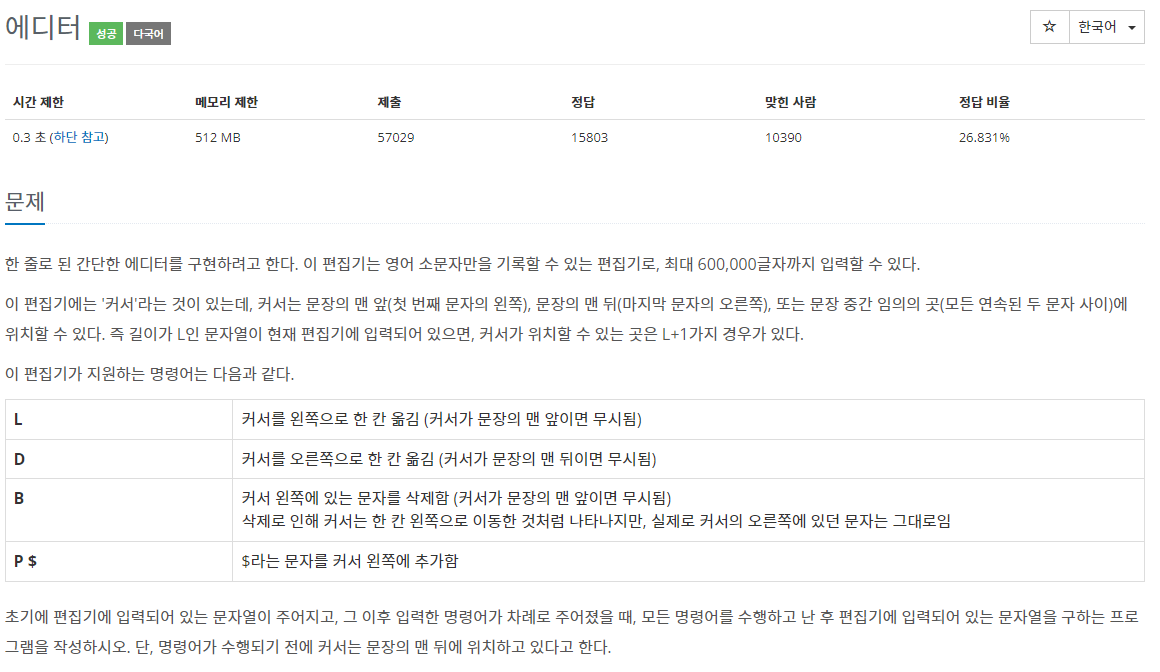 에디터 성공 다국어
☆ 한국어
시간 제한 메모리 제한 제출 정답 맞힌 사람 정답 비율
0.3 초 (하단 참고) 512 MB 57029 15803 10390 26.831%
문제
한 줄로 된 간단한 에디터를 구현하려고 한다. 이 편집기는 영어 소문자만을 기록할 수 있는 편집기로, 최대 600,000글자까지 입력할 수 있다.
이 편집기에는 '커서'라는 것이 있는데, 커서는 문장의 맨 앞(첫 번째 문자의 왼쪽), 문장의 맨 뒤(마지막 문자의 오른쪽), 또는 문장 중간 임의의 곳(모든 연속된 두 문자 사이)에
위치할 수 있다. 즉 길이가 L인 문자열이 현재 편집기에 입력되어 있으면, 커서가 위치할 수 있는 곳은 L+1가지 경우가 있다.
이 편집기가 지원하는 명령어는 다음과 같다.
L 커서를 왼쪽으로 한 칸 옮김 (커서가 문장의 맨 앞이면 무시됨)
D 커서를 오른쪽으로 한 칸 옮김 (커서가 문장의 맨 뒤이면 무시됨)
B 커서 왼쪽에 있는 문자를 삭제함 (커서가 문장의 맨 앞이면 무시됨)
삭제로 인해 커서는 한 칸 왼쪽으로 이동한 것처럼 나타나지만, 실제로 커서의 오른쪽에 있던 문자는 그대로임
P $ $라는 문자를 커서 왼쪽에 추가함
초기에 편집기에 입력되어 있는 문자열이 주어지고, 그 이후 입력한 명령어가 차례로 주어졌을 때, 모든 명령어를 수행하고 난 후 편집기에 입력되어 있는 문자열을 구하는 프로
그램을 작성하시오. 단, 명령어가 수행되기 전에 커서는 문장의 맨 뒤에 위치하고 있다고 한다.